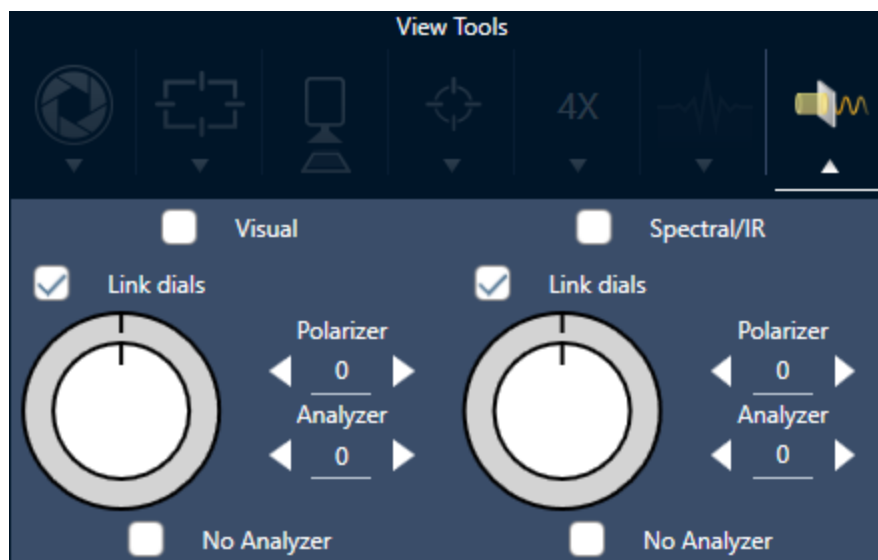 View Tools
4X
Visual
Spectral/IR
Link dials
Link dials
Polarizer
0
Analyzer
0
Polarizer
0
Analyzer
0
No Analyzer
No Analyzer